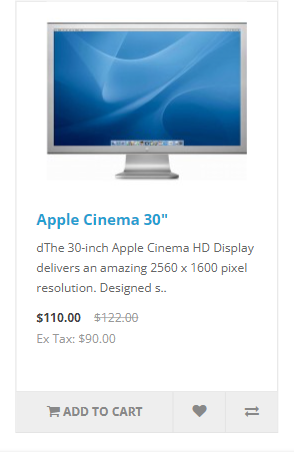 Apple Cinema 30"
dThe 30-inch Apple Cinema HD Display
delivers an amazing 2560 x 1600 pixel
resolution. Designed s..
$110.00 $122.00
Ex Tax: $90.00
ADD TO CART